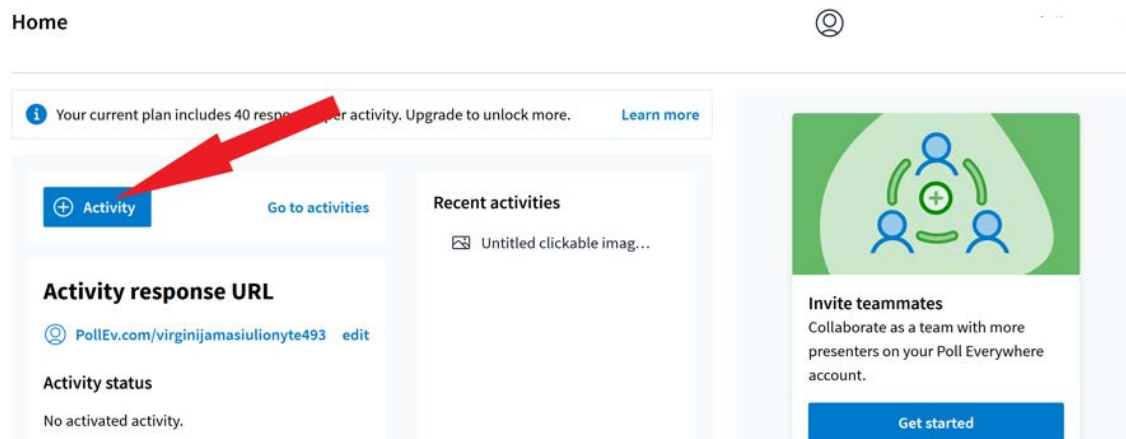 Home
Your current plan includes 40 per activity. Upgrade to unlock more. Learn more
Activity Go to activities
Recent activities
Untitled clickable imag...
Activity response URL
PollEv.com/virginijamasiulionyte493 edit
Activity status
No activated activity.
Invite teammates
Collaborate as a team with more
presenters on your Poll Everywhere
account.
Get started